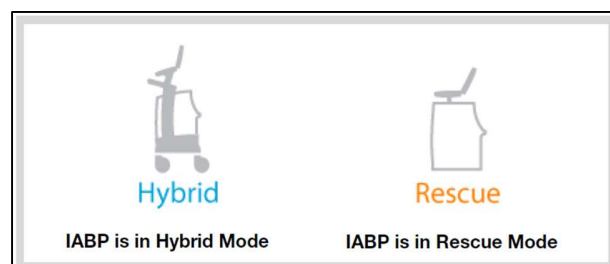 Hybrid
Rescue
IABP is in Hybrid Mode
IABP is in Rescue Mode